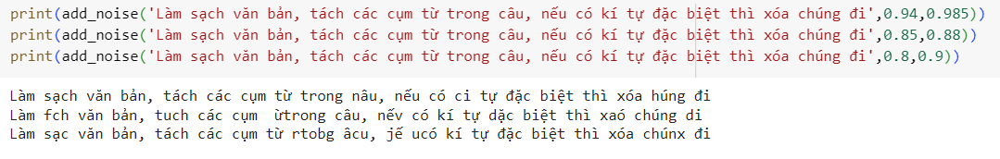 print(add_noise('Làm sạch văn bản, tách các cụm từ trong câu, nếu có kí tự đặc biệt thì xóa chúng đi',0.94,0.985))
print(add_noise('Làm sạch văn bản, tách các cụm từ trong câu, nếu có kí tự đặc biệt thì xóa chúng đi',0.85,0.88))
print(add_noise('Làm sạch văn bản, tách các cụm từ trong câu, nếu có kí tự đặc biệt thì xóa chúng đi',0.8,0.9))
Làm sạch văn bản, tách các cụm từ trong nâu, nếu có ci tự đặc biệt thì xóa húng đi
Làm fch văn bản, tuch các cụm  ừtrong câu, nếv có kí tự dặc biệt thì xaó chúng di
Làm sạc văn bản, tách các cụm từ rtobg âcu, jế ucó kí tự đặc biệt thì xóa chúnx đi